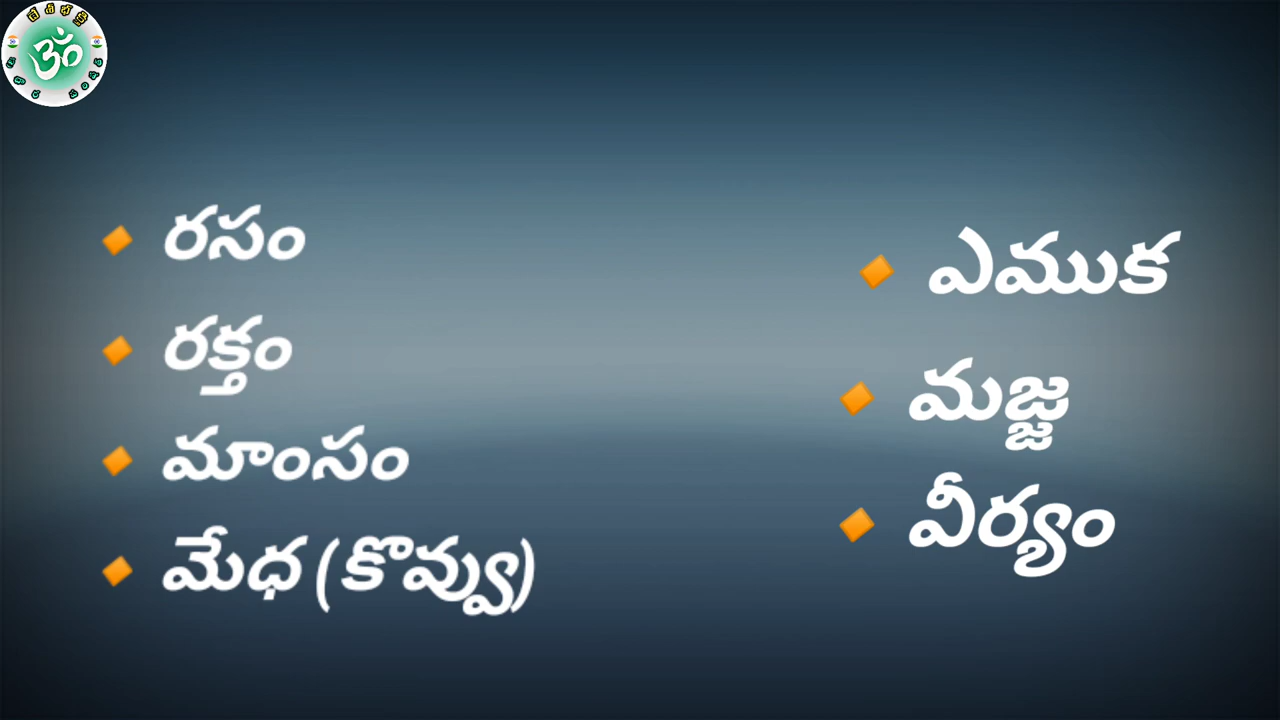 రసం
రక్తం
మాంసం
మేధ (కొవ్వు)
ఎముక
మజ్జ
వీర్యం